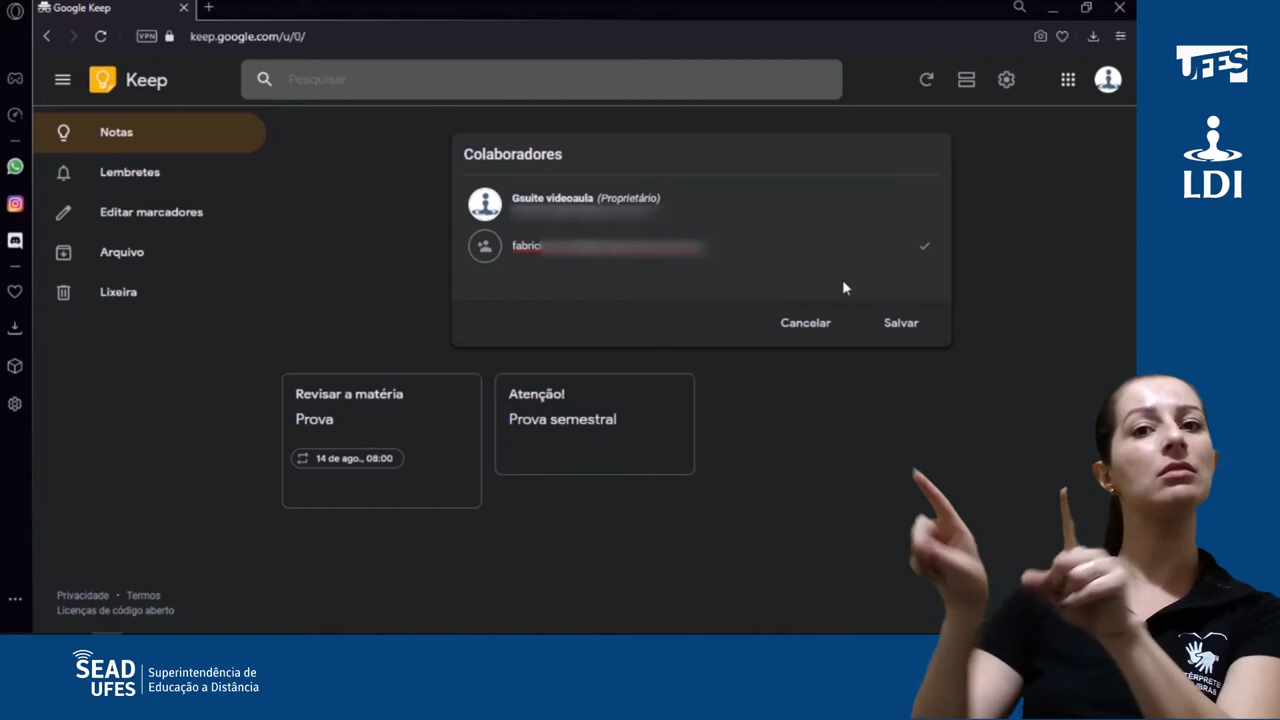 Google Keep
VPN
keep.google.com/u/0/
Keep
Pesquisar
Notas
Lembretes
Editar marcadores
Arquivo
Lixeira
Colaboradores
Gsuite videoaula (Proprietário)
fabrici
Cancelar
Salvar
Revisar a matéria
Prova
14 de ago., 08:00
Atenção!
Prova semestral
Privacidade • Termos
Licenças de código aberto
UFES
LDI
SEAD
UFES
Superintendência de
Educação a Distância